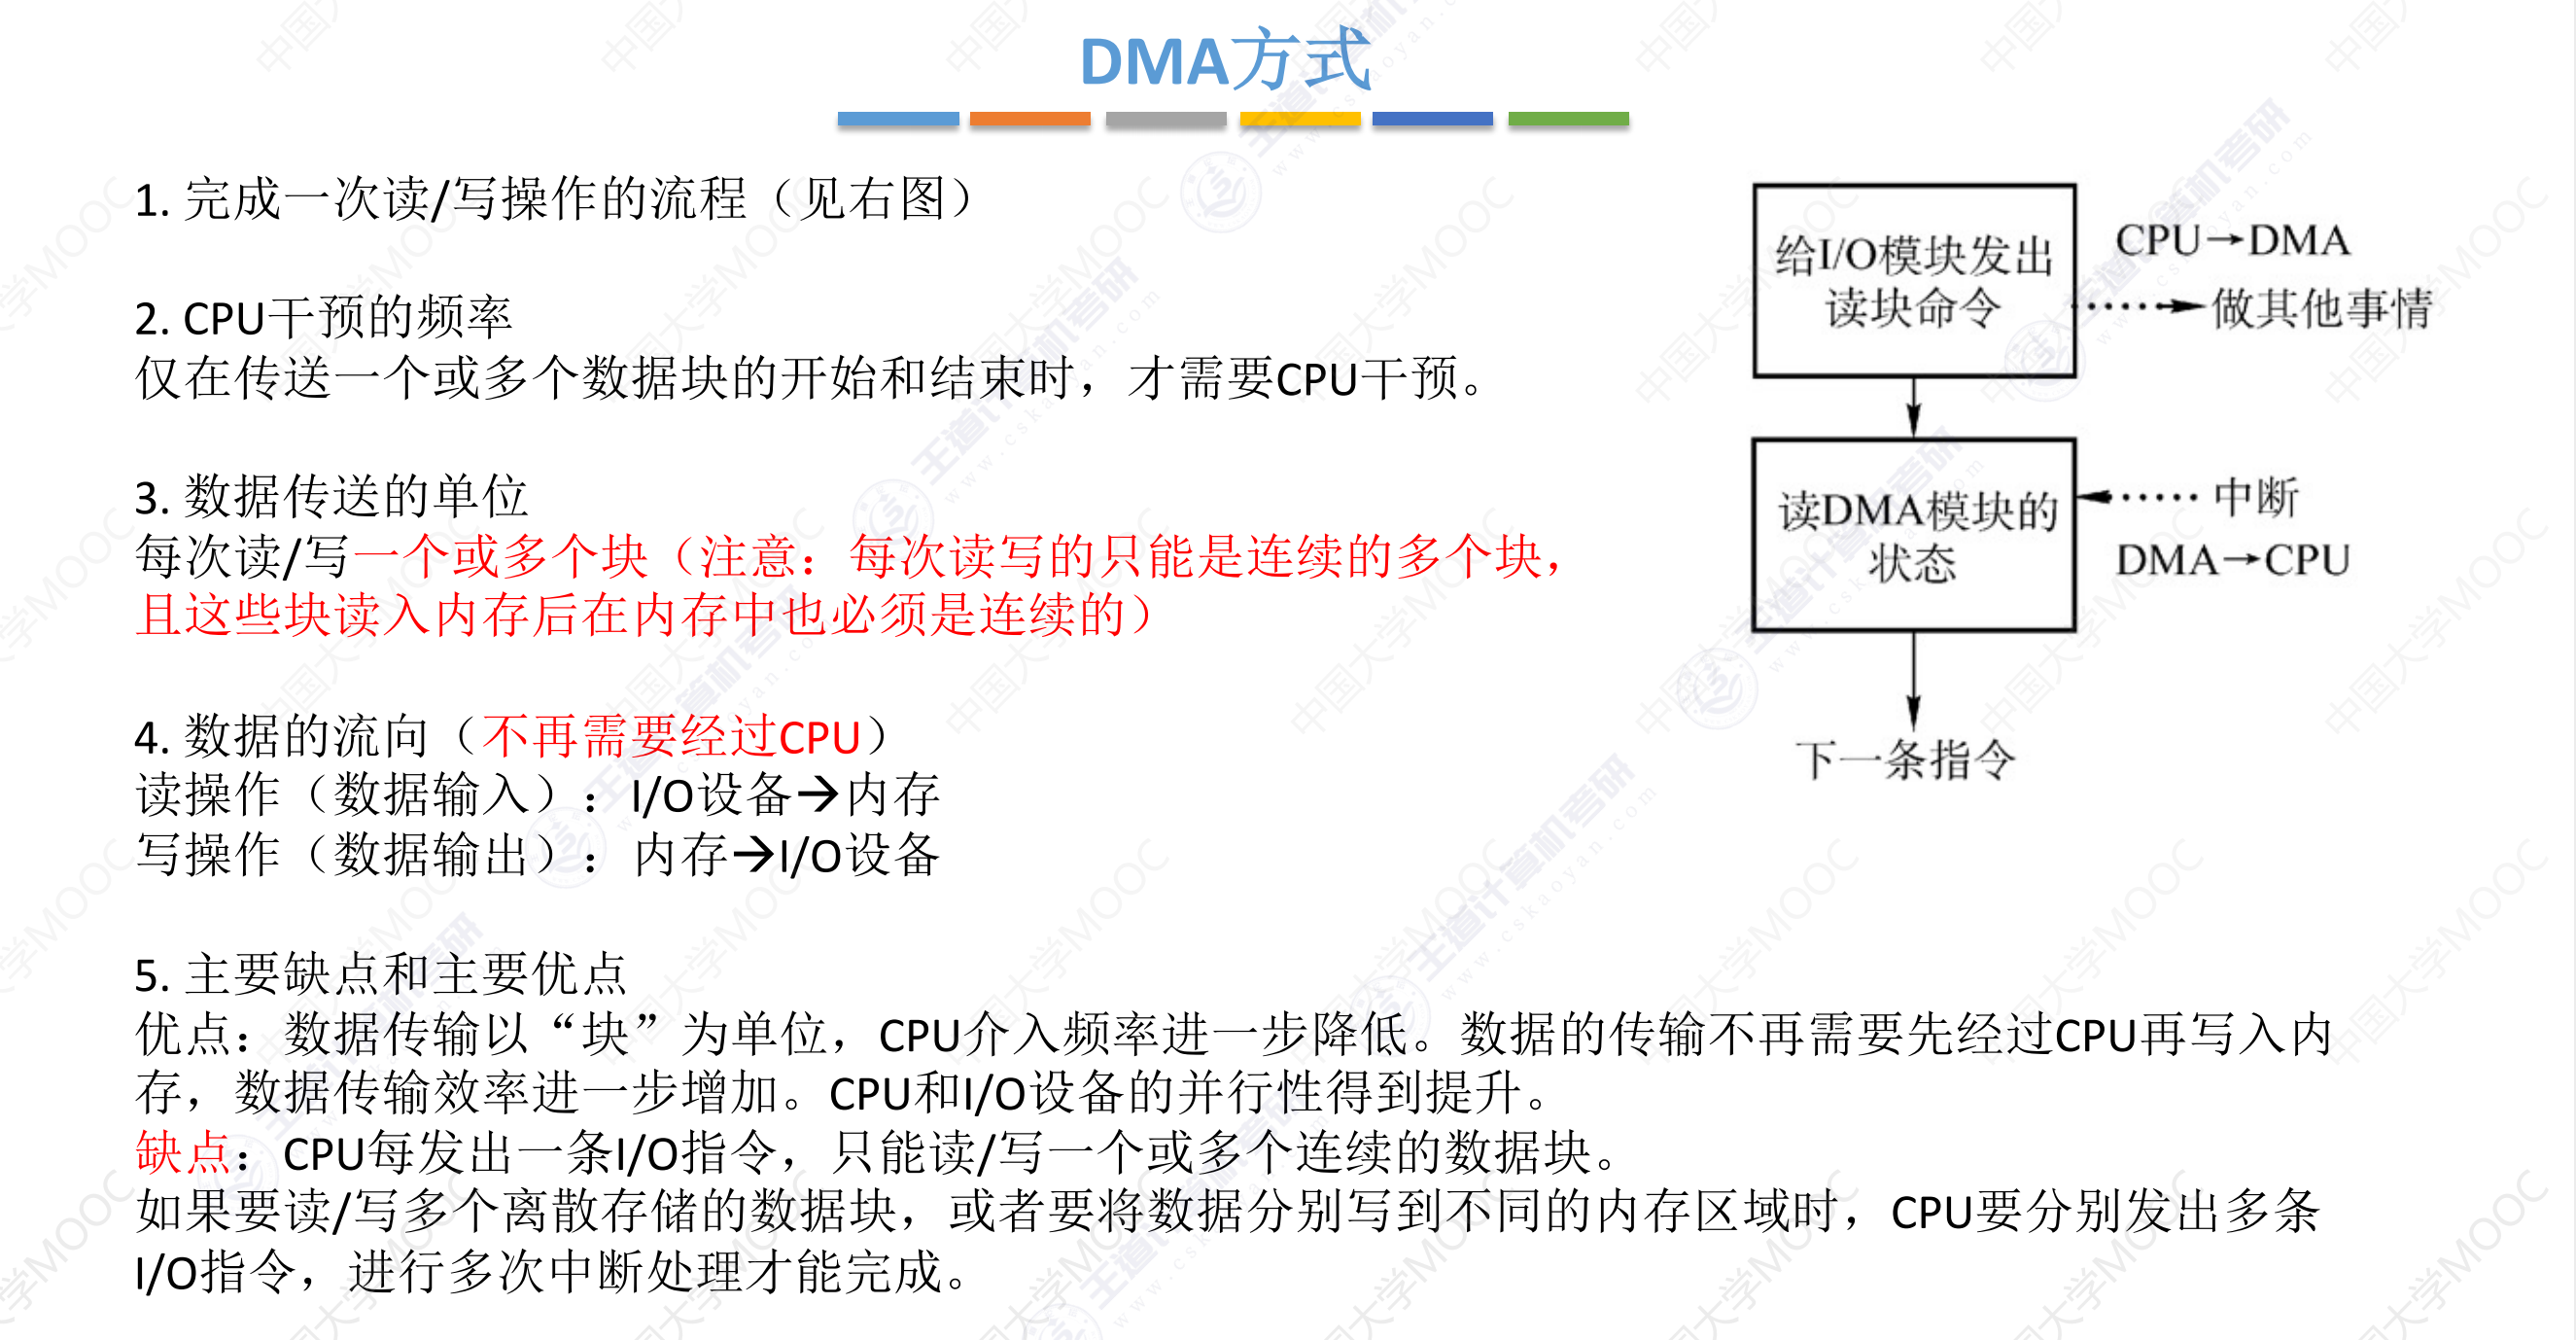 DMA方式
1. 完成一次读/写操作的流程（见右图）
2. CPU干预的频率
仅在传送一个或多个数据块的开始和结束时，才需要CPU干预。
3. 数据传送的单位
每次读/写一个或多个块（注意：每次读写的只能是连续的多个块，
且这些块读入内存后在内存中也必须是连续的）
4. 数据的流向（不再需要经过CPU）
读操作（数据输入）：I/O设备→内存
写操作（数据输出）：内存→I/O设备
5. 主要缺点和主要优点
优点：数据传输以“块”为单位，CPU介入频率进一步降低。数据的传输不再需要先经过CPU再写入内
存，数据传输效率进一步增加。CPU和I/O设备的并行性得到提升。
缺点：CPU每发出一条I/O指令，只能读/写一个或多个连续的数据块。
如果要读/写多个离散存储的数据块，或者要将数据分别写到不同的内存区域时，CPU要分别发出多条
I/O指令，进行多次中断处理才能完成。
给I/O模块发出
读块命令
CPU→DMA
做其他事情
读DMA模块的
状态
中断
DMA→CPU
下一条指令
中国大学MOOC
王道计算机考研
www.cskaoyan.com